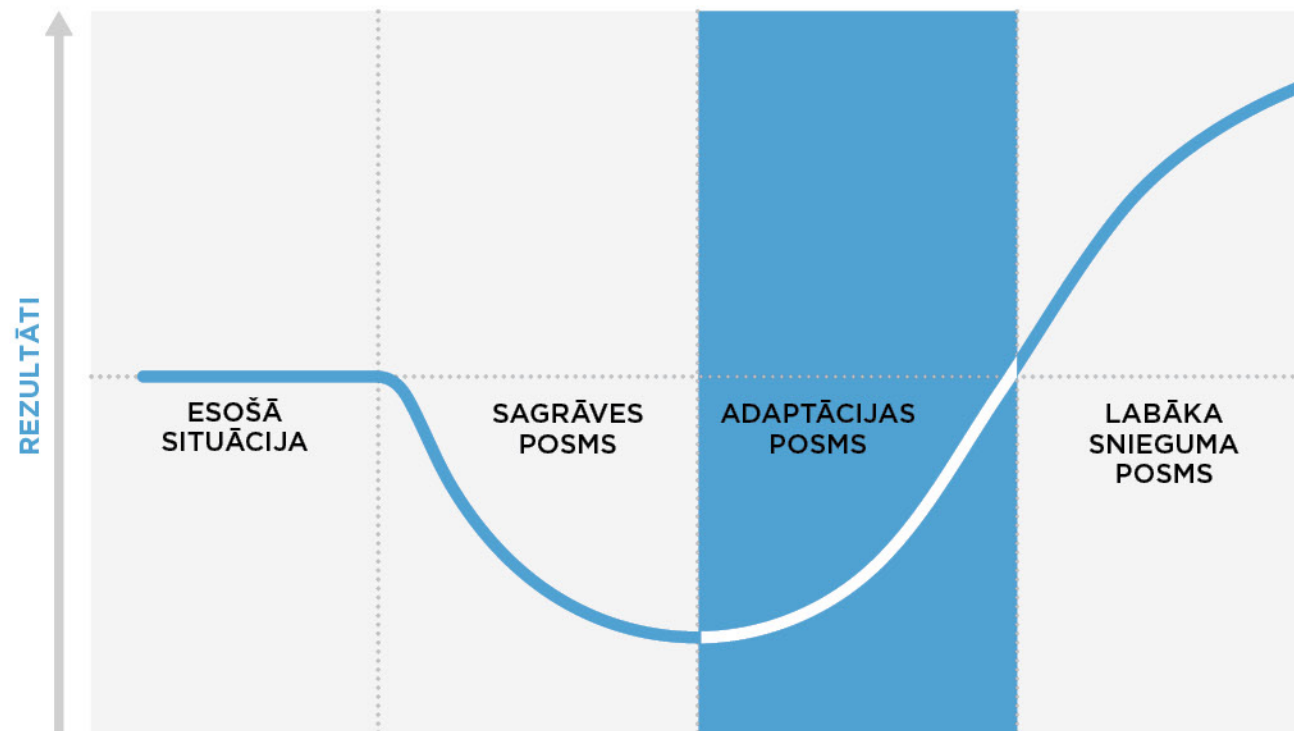 REZULTĀTI
ESOŠĀ
SITUĀCIJA
SAGRĀVES
POSMS
ADAPTĀCIJAS
POSMS
LABĀKA
SNIEGUMA
POSMS